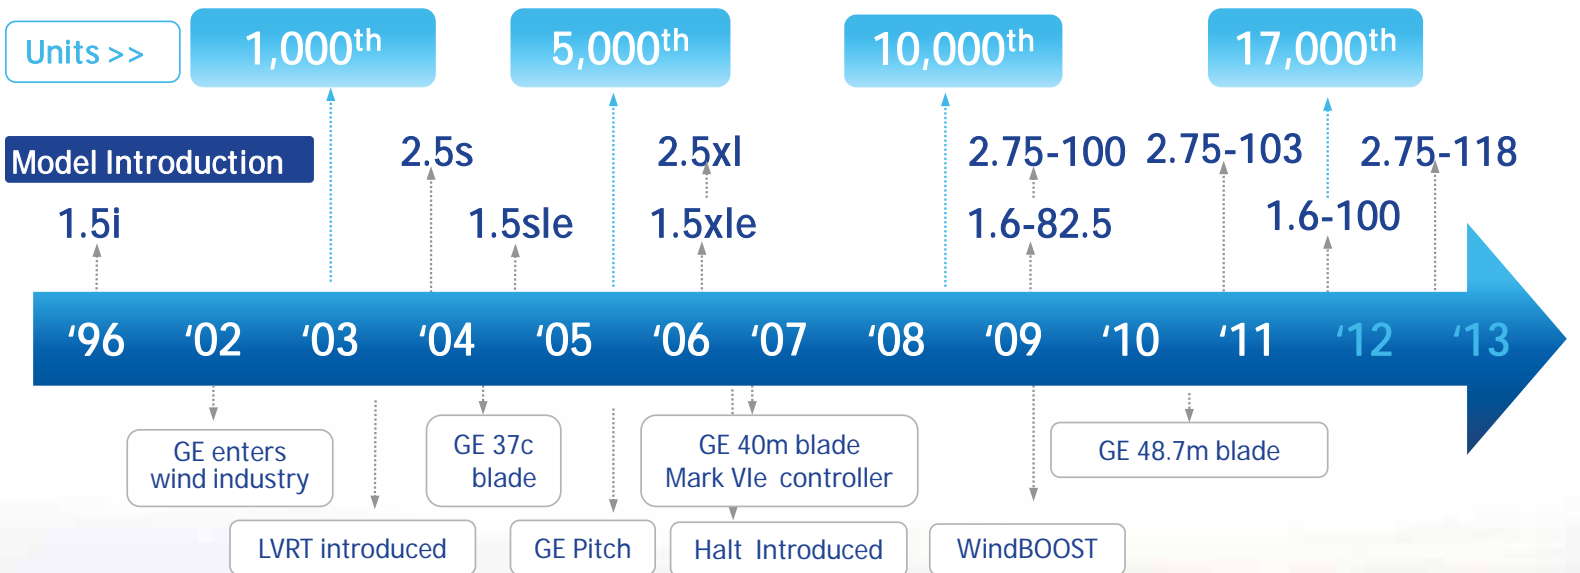 Units >>
1,000th
5,000th
10,000th
17,000th
Model Introduction
2.5s
2.5xl
2.75-100
2.75-103
2.75-118
1.5i
1.5sle
1.5xle
1.6-82.5
1.6-100
‘96
‘02
‘03
‘04
‘05
‘06
‘07
‘08
‘09
‘10
‘11
‘12
‘13
GE enters
wind industry
GE 37c
blade
GE 40m blade
Mark VIe controller
GE 48.7m blade
LVRT introduced
GE Pitch
Halt Introduced
WindBOOST